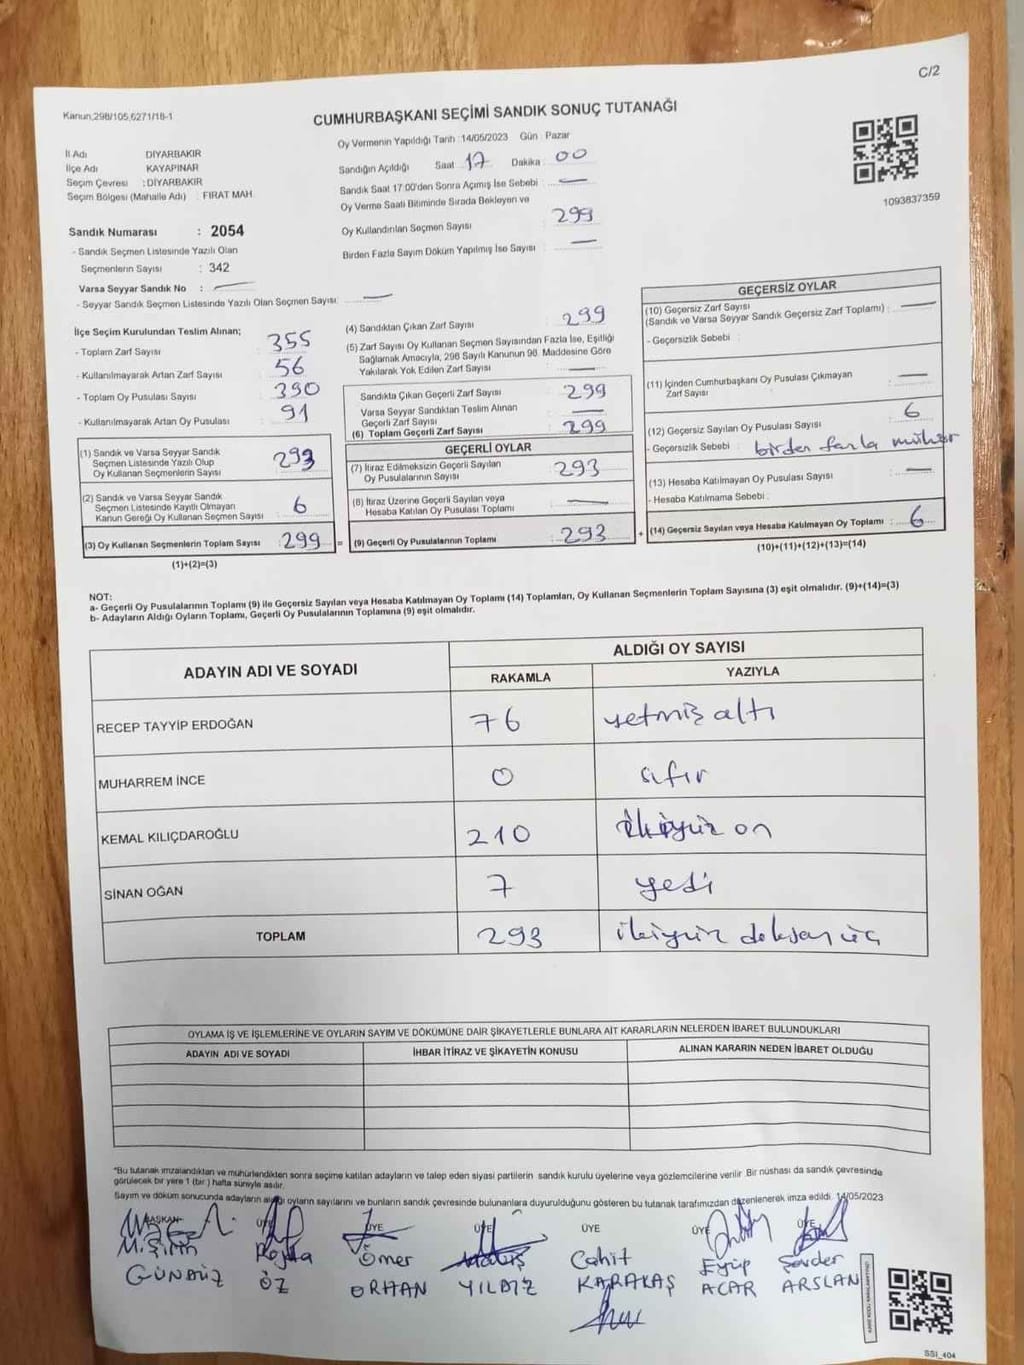 C/2
Kanun,298/105,6271/18-1
CUMHURBAŞKANI SEÇİMİ SANDIK SONUÇ TUTANAĞI
Oy Vermenin Yapıldığı Tarih :14/05/2023 Gün : Pazar
İl Adı DİYARBAKIR
İlçe Adı KAYAPINAR
Seçim Çevresi : DİYARBAKIR
Seçim Bölgesi (Mahalle Adı) : FIRAT MAH
Sandığın Açıldığı Saat 17 Dakika : 00
Sandık Saat 17:00'den Sonra Açımış İse Sebebi : —
Oy Verme Saati Bitiminde Sırada Bekleyen ve
Oy Kullandırılan Seçmen Sayısı : 299
Birden Fazla Sayım Döküm Yapılmış İse Sayısı : —
1093837359
Sandık Numarası : 2054
- Sandık Seçmen Listesinde Yazılı Olan
Seçmenlerin Sayısı : 342
Varsa Seyyar Sandık No : —
- Seyyar Sandık Seçmen Listesinde Yazılı Olan Seçmen Sayısı: —
İlçe Seçim Kurulundan Teslim Alınan;
- Toplam Zarf Sayısı : 355
- Kullanılmayarak Artan Zarf Sayısı : 56
- Toplam Oy Pusulası Sayısı : 390
- Kullanılmayarak Artan Oy Pusulası : 91
(1) Sandık ve Varsa Seyyar Sandık
Seçmen Listesinde Yazılı Olup
Oy Kullanan Seçmenlerin Sayısı : 293
(2) Sandık ve Varsa Seyyar Sandık
Seçmen Listesinde Kayıtlı Olmayan
Kanun Gereği Oy Kullanan Seçmen Sayısı : 6
(3) Oy Kullanan Seçmenlerin Toplam Sayısı : 299
(1)+(2)=(3)
(4) Sandıktan Çıkan Zarf Sayısı : 299
(5) Zarf Sayısı Oy Kullanan Seçmen Sayısından Fazla İse, Eşitliği
Sağlamak Amacıyla, 298 Sayılı Kanunun 98. Maddesine Göre
Yakılarak Yok Edilen Zarf Sayısı : —
Sandıkta Çıkan Geçerli Zarf Sayısı : 299
Varsa Seyyar Sandıktan Teslim Alınan
Geçerli Zarf Sayısı : —
(6) Toplam Geçerli Zarf Sayısı : 299
GEÇERLİ OYLAR
(7) İtiraz Edilmeksizin Geçerli Sayılan
Oy Pusulalarının Sayısı : 293
(8) İtiraz Üzerine Geçerli Sayılan veya
Hesaba Katılan Oy Pusulası Toplamı : —
= (9) Geçerli Oy Pusulalarının Toplamı : 293
GEÇERSİZ OYLAR
(10) Geçersiz Zarf Sayısı
(Sandık ve Varsa Seyyar Sandık Geçersiz Zarf Toplamı) : —
- Geçersizlik Sebebi :
(11) İçinden Cumhurbaşkanı Oy Pusulası Çıkmayan
Zarf Sayısı : —
(12) Geçersiz Sayılan Oy Pusulası Sayısı : 6
- Geçersizlik Sebebi : birden fazla mühür
(13) Hesaba Katılmayan Oy Pusulası Sayısı : —
- Hesaba Katılmama Sebebi :
+ (14) Geçersiz Sayılan veya Hesaba Katılmayan Oy Toplamı : 6
(10)+(11)+(12)+(13)=(14)
NOT:
a- Geçerli Oy Pusulalarının Toplamı (9) ile Geçersiz Sayılan veya Hesaba Katılmayan Oy Toplamı (14) Toplamları, Oy Kullanan Seçmenlerin Toplam Sayısına (3) eşit olmalıdır. (9)+(14)=(3)
b- Adayların Aldığı Oyların Toplamı, Geçerli Oy Pusulalarının Toplamına (9) eşit olmalıdır.
ADAYIN ADI VE SOYADI
ALDIĞI OY SAYISI
RAKAMLA YAZIYLA
RECEP TAYYİP ERDOĞAN 76 yetmiş altı
MUHARREM İNCE 0 sıfır
KEMAL KILIÇDAROĞLU 210 ikiyüz on
SİNAN OĞAN 7 yedi
TOPLAM 293 ikiyüz doksan üç
OYLAMA İŞ VE İŞLEMLERİNE VE OYLARIN SAYIM VE DÖKÜMÜNE DAİR ŞİKAYETLERLE BUNLARA AİT KARARLARIN NELERDEN İBARET BULUNDUKLARI
ADAYIN ADI VE SOYADI İHBAR İTİRAZ VE ŞİKAYETİN KONUSU ALINAN KARARIN NEDEN İBARET OLDUĞU
*Bu tutanak imzalandıktan ve mühürlendikten sonra seçime katılan adayların ve talep eden siyasi partilerin sandık kurulu üyelerine veya gözlemcilerine verilir. Bir nüshası da sandık çevresinde
görülecek bir yere 1 (bir ) hafta süreyle asılır.
Sayım ve döküm sonucunda adayların aldığı oyların sayılarını ve bunların sandık çevresinde bulunanlara duyurulduğunu gösteren bu tutanak tarafımızdan düzenlenerek imza edildi. 14/05/2023
BAŞKAN ÜYE ÜYE ÜYE ÜYE ÜYE ÜYE
M.Şirin Rojda Ömer Cahit Eyüp Serder
GÜNDÜZ ÖZ ORHAN YILDIZ KARAKAŞ ACAR ARSLAN
SSI_404